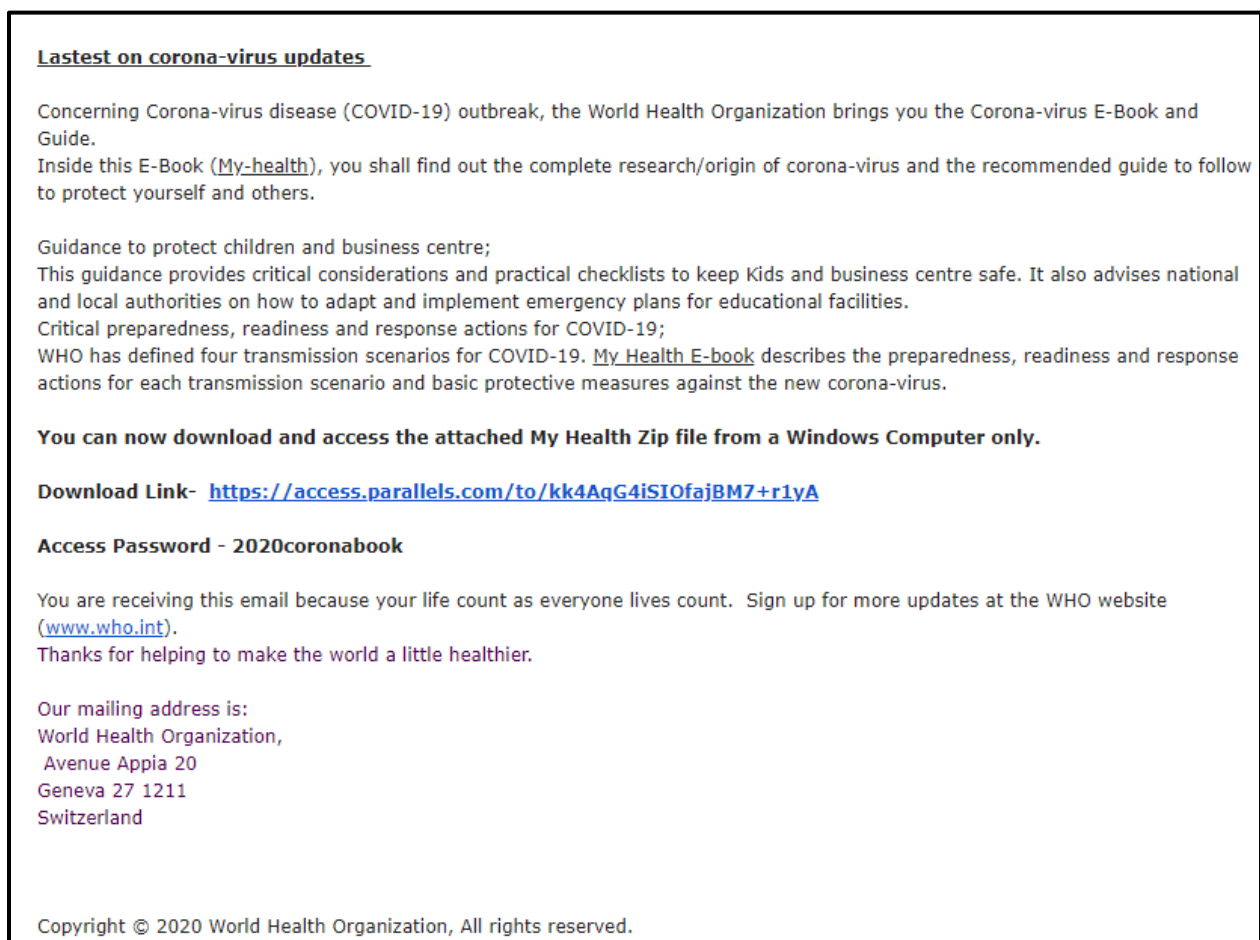 Lastest on corona-virus updates
Concerning Corona-virus disease (COVID-19) outbreak, the World Health Organization brings you the Corona-virus E-Book and
Guide.
Inside this E-Book (My-health), you shall find out the complete research/origin of corona-virus and the recommended guide to follow
to protect yourself and others.
Guidance to protect children and business centre;
This guidance provides critical considerations and practical checklists to keep Kids and business centre safe. It also advises national
and local authorities on how to adapt and implement emergency plans for educational facilities.
Critical preparedness, readiness and response actions for COVID-19;
WHO has defined four transmission scenarios for COVID-19. My Health E-book describes the preparedness, readiness and response
actions for each transmission scenario and basic protective measures against the new corona-virus.
You can now download and access the attached My Health Zip file from a Windows Computer only.
Download Link- https://access.parallels.com/to/kk4AqG4iSIOfajBM7+r1yA
Access Password - 2020coronabook
You are receiving this email because your life count as everyone lives count. Sign up for more updates at the WHO website
(www.who.int).
Thanks for helping to make the world a little healthier.
Our mailing address is:
World Health Organization,
Avenue Appia 20
Geneva 27 1211
Switzerland
Copyright © 2020 World Health Organization, All rights reserved.